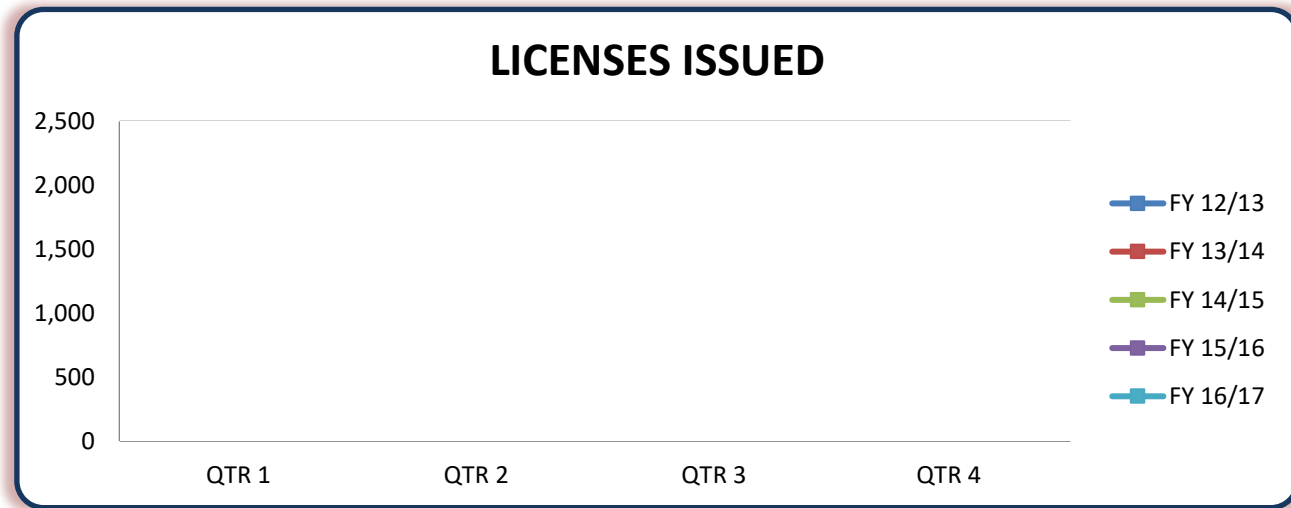 LICENSES ISSUED
2,500
2,000
1,500
1,000
500
0
QTR 1 QTR 2 QTR 3 QTR 4
FY 12/13
FY 13/14
FY 14/15
FY 15/16
FY 16/17